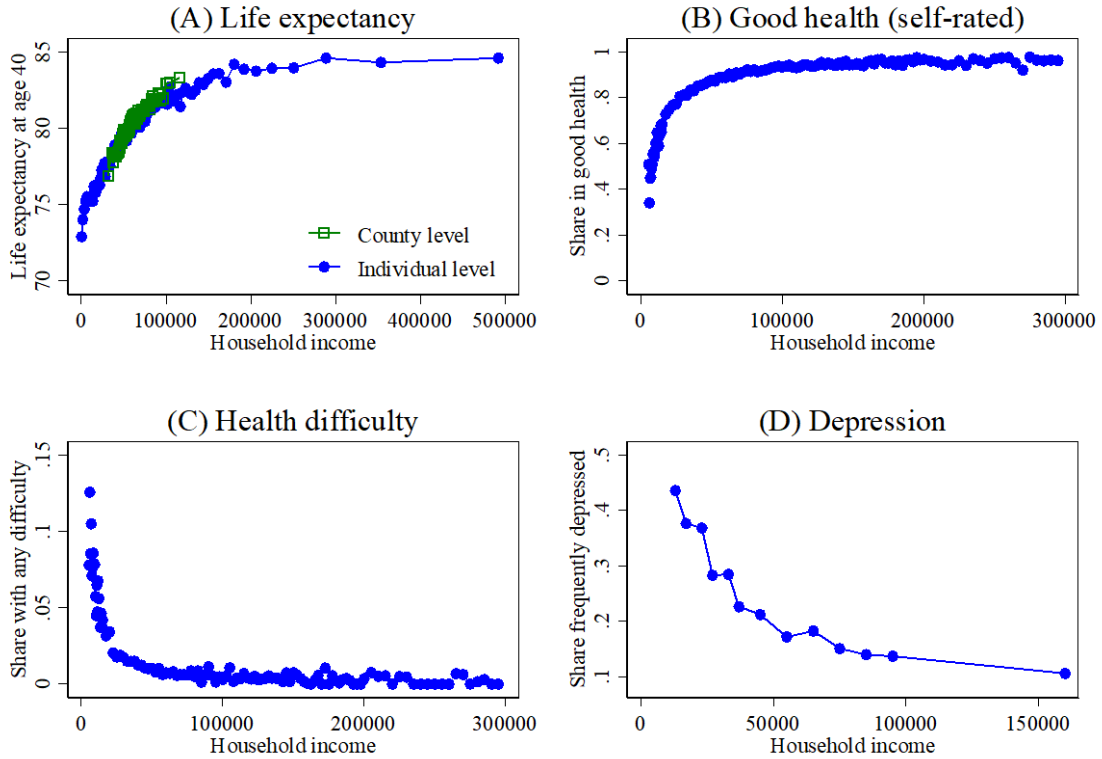 (A) Life expectancy
Life expectancy at age 40
85
80
75
70
County level
Individual level
0 100000 200000 300000 400000 500000
Household income
(B) Good health (self-rated)
Share in good health
1
.8
.6
.4
.2
0
0 100000 200000 300000
Household income
(C) Health difficulty
Share with any difficulty
.15
.1
.05
0
0 100000 200000 300000
Household income
(D) Depression
Share frequently depressed
.5
.4
.3
.2
.1
0 50000 100000 150000
Household income